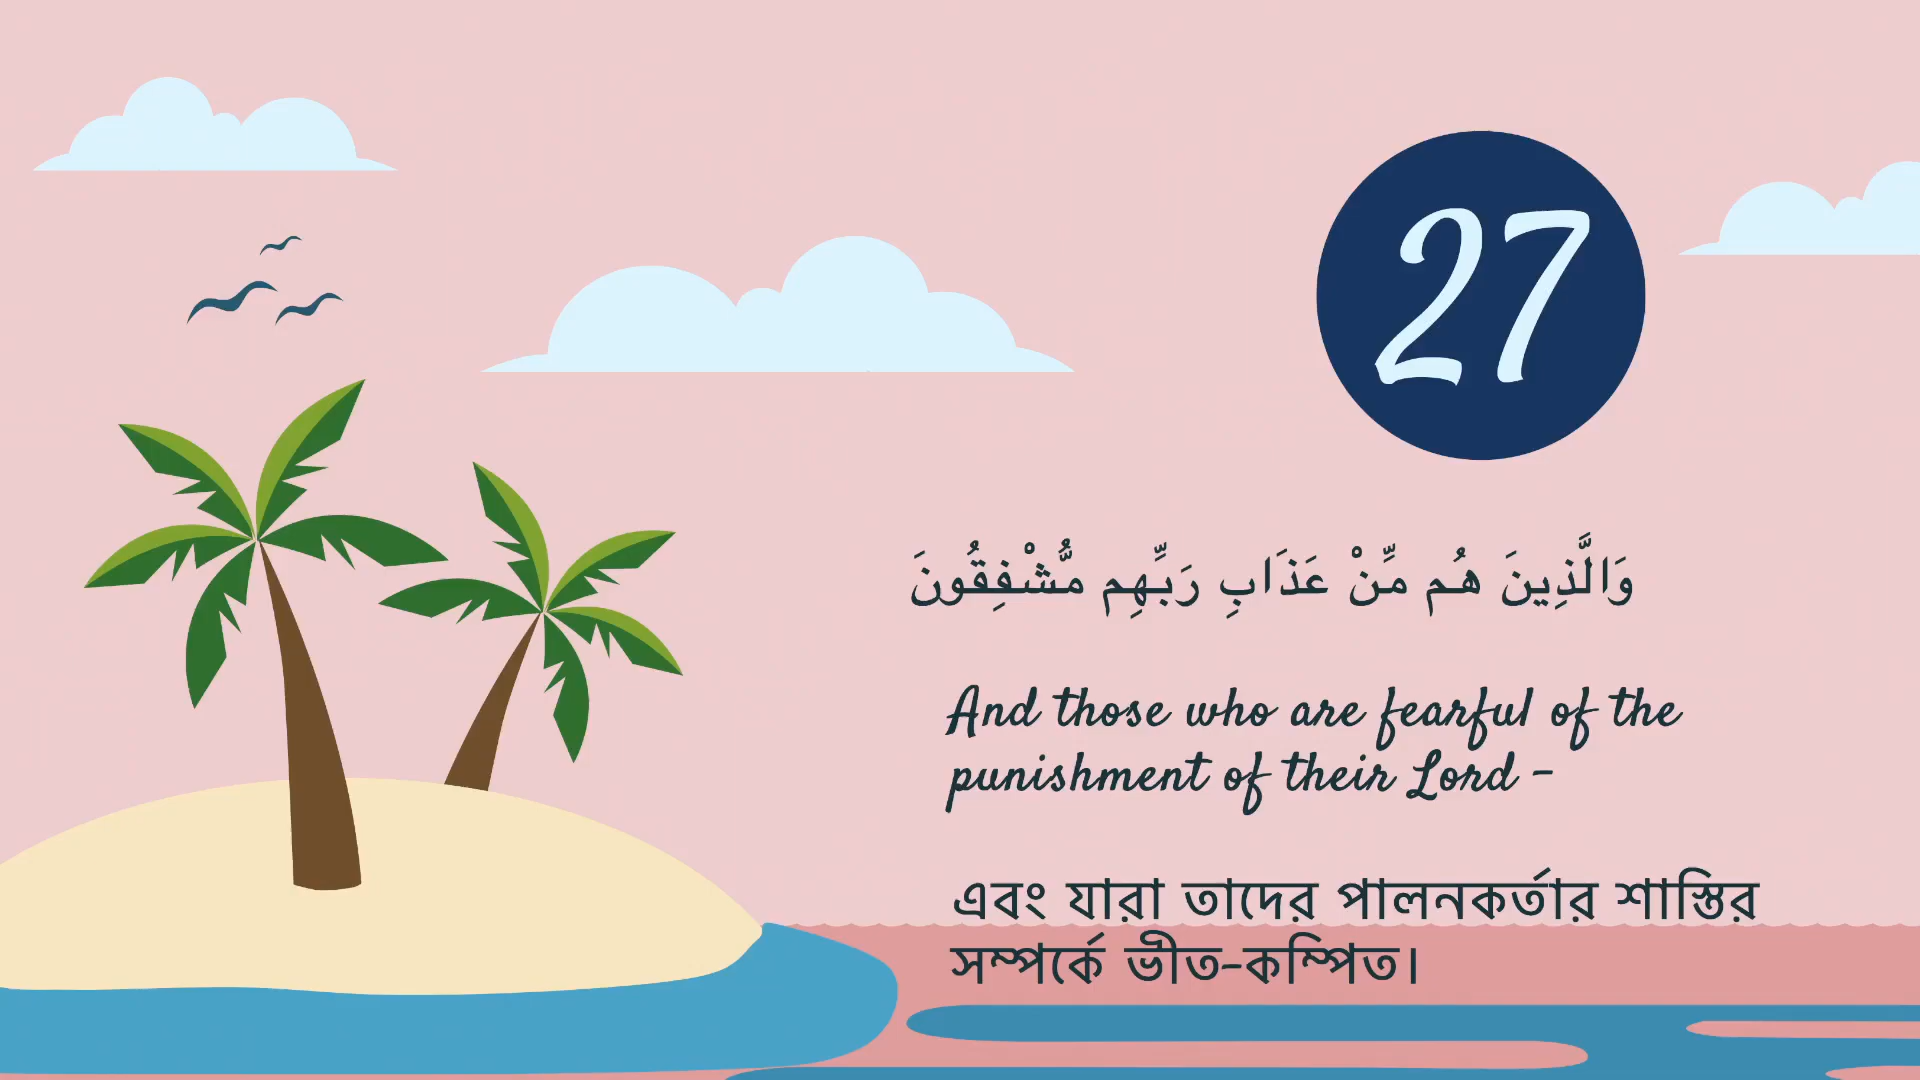 27
وَالَّذِينَ هُم مِّنْ عَذَابِ رَبِّهِم مُّشْفِقُونَ
And those who are fearful of the
punishment of their Lord -
এবং যারা তাদের পালনকর্তার শাস্তির
সম্পর্কে ভীত-কম্পিত।